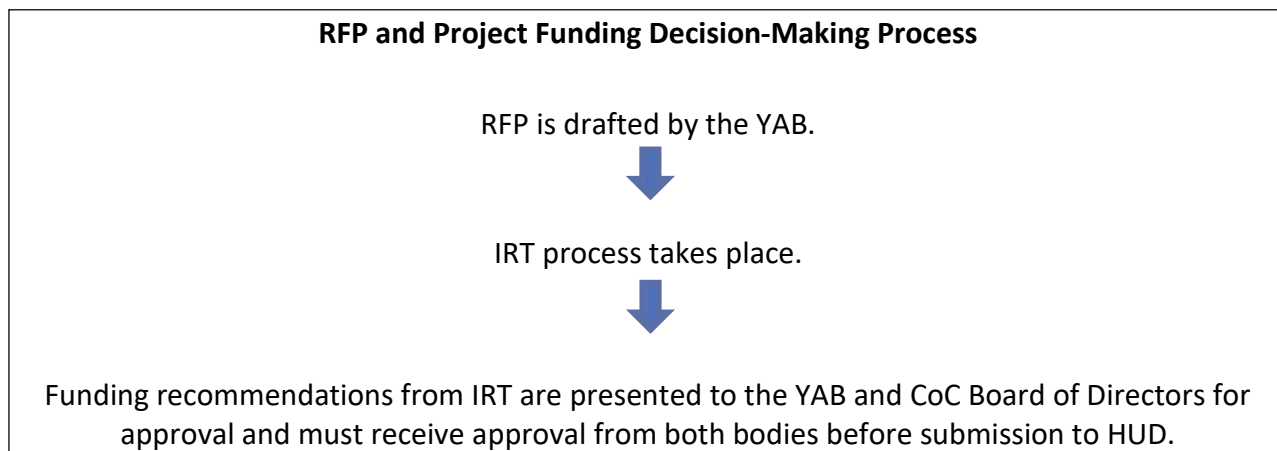 RFP and Project Funding Decision-Making Process
RFP is drafted by the YAB.
IRT process takes place.
Funding recommendations from IRT are presented to the YAB and CoC Board of Directors for
approval and must receive approval from both bodies before submission to HUD.